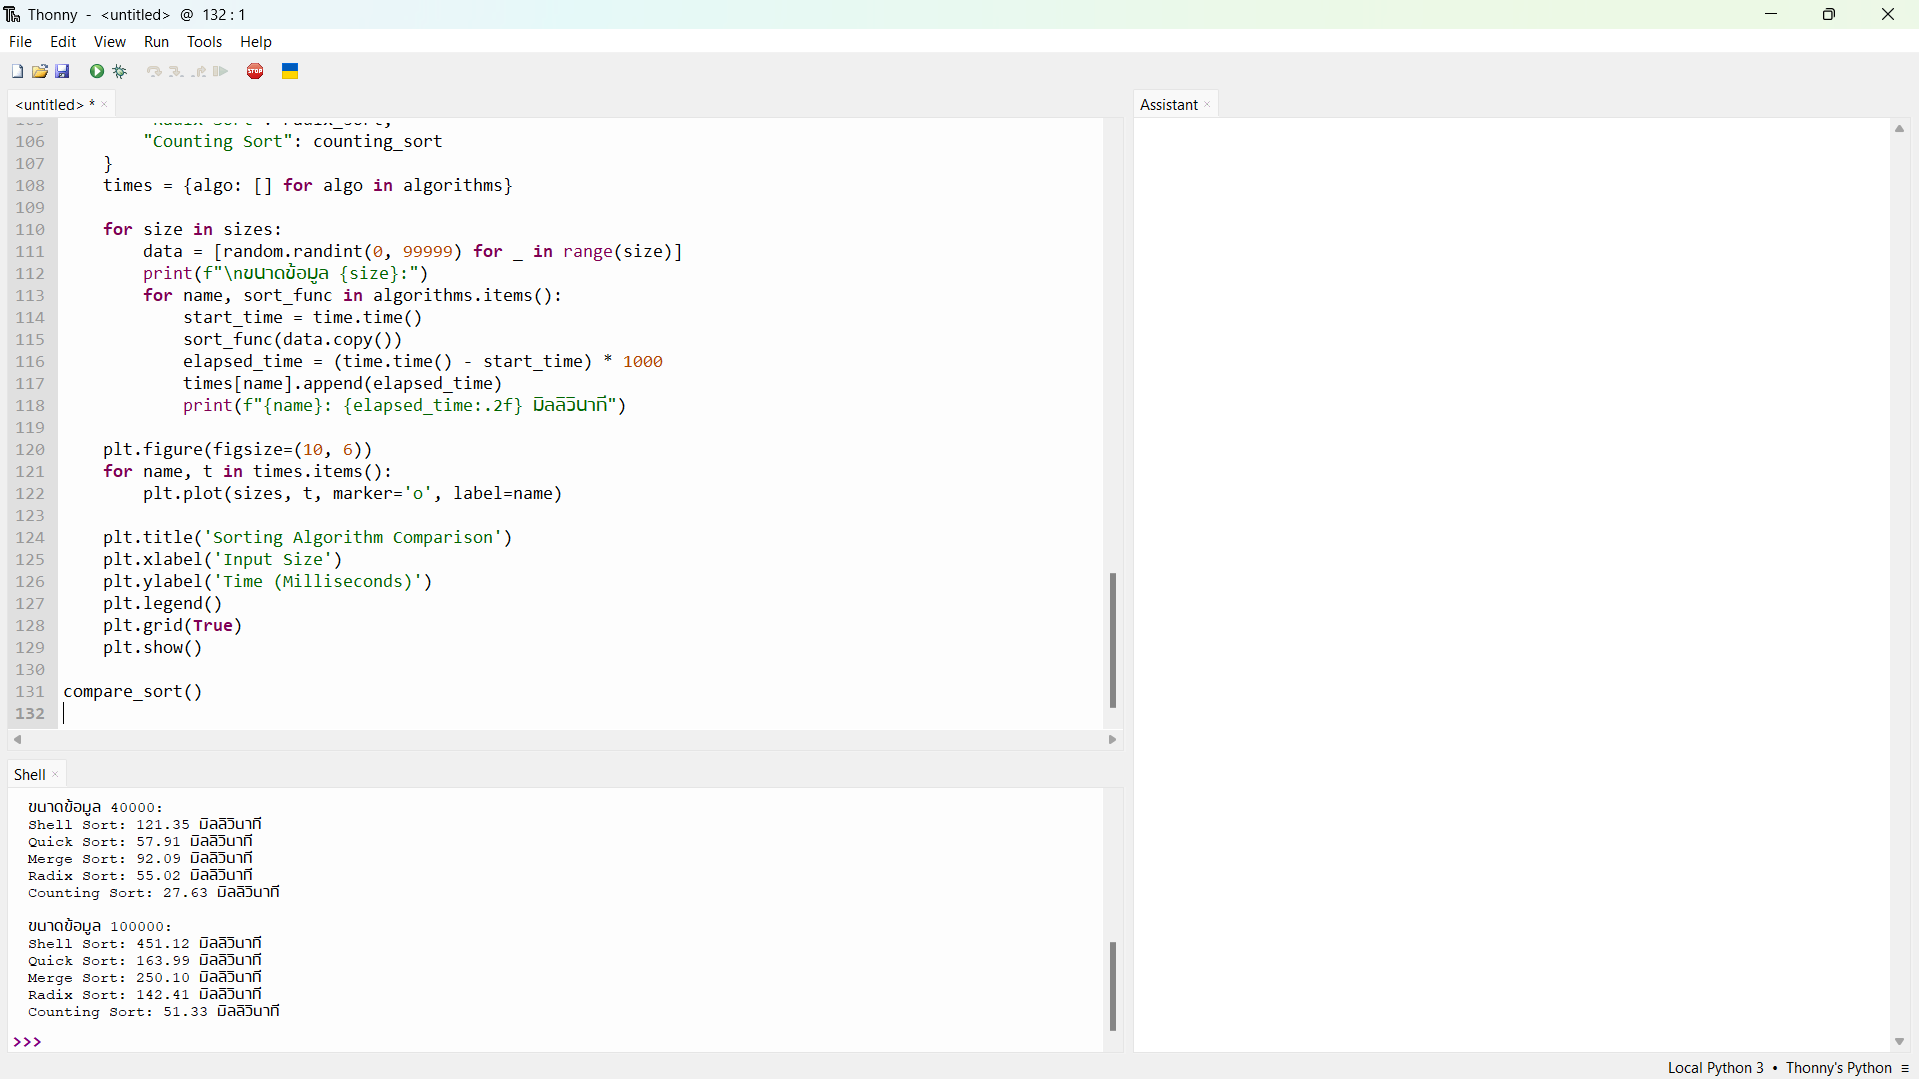 Thonny - <untitled> @ 132 : 1
File Edit View Run Tools Help
STOP
<untitled> * ×
105 "Radix Sort": radix_sort,
106 "Counting Sort": counting_sort
107 }
108 times = {algo: [] for algo in algorithms}
109
110 for size in sizes:
111 data = [random.randint(0, 99999) for _ in range(size)]
112 print(f"\nขนาดข้อมูล {size}:")
113 for name, sort_func in algorithms.items():
114 start_time = time.time()
115 sort_func(data.copy())
116 elapsed_time = (time.time() - start_time) * 1000
117 times[name].append(elapsed_time)
118 print(f"{name}: {elapsed_time:.2f} มิลลิวินาที")
119
120 plt.figure(figsize=(10, 6))
121 for name, t in times.items():
122 plt.plot(sizes, t, marker='o', label=name)
123
124 plt.title('Sorting Algorithm Comparison')
125 plt.xlabel('Input Size')
126 plt.ylabel('Time (Milliseconds)')
127 plt.legend()
128 plt.grid(True)
129 plt.show()
130
131 compare_sort()
132
Shell ×
ขนาดข้อมูล 40000:
Shell Sort: 121.35 มิลลิวินาที
Quick Sort: 57.91 มิลลิวินาที
Merge Sort: 92.09 มิลลิวินาที
Radix Sort: 55.02 มิลลิวินาที
Counting Sort: 27.63 มิลลิวินาที
ขนาดข้อมูล 100000:
Shell Sort: 451.12 มิลลิวินาที
Quick Sort: 163.99 มิลลิวินาที
Merge Sort: 250.10 มิลลิวินาที
Radix Sort: 142.41 มิลลิวินาที
Counting Sort: 51.33 มิลลิวินาที
>>>
Assistant ×
Local Python 3 • Thonny's Python ≡